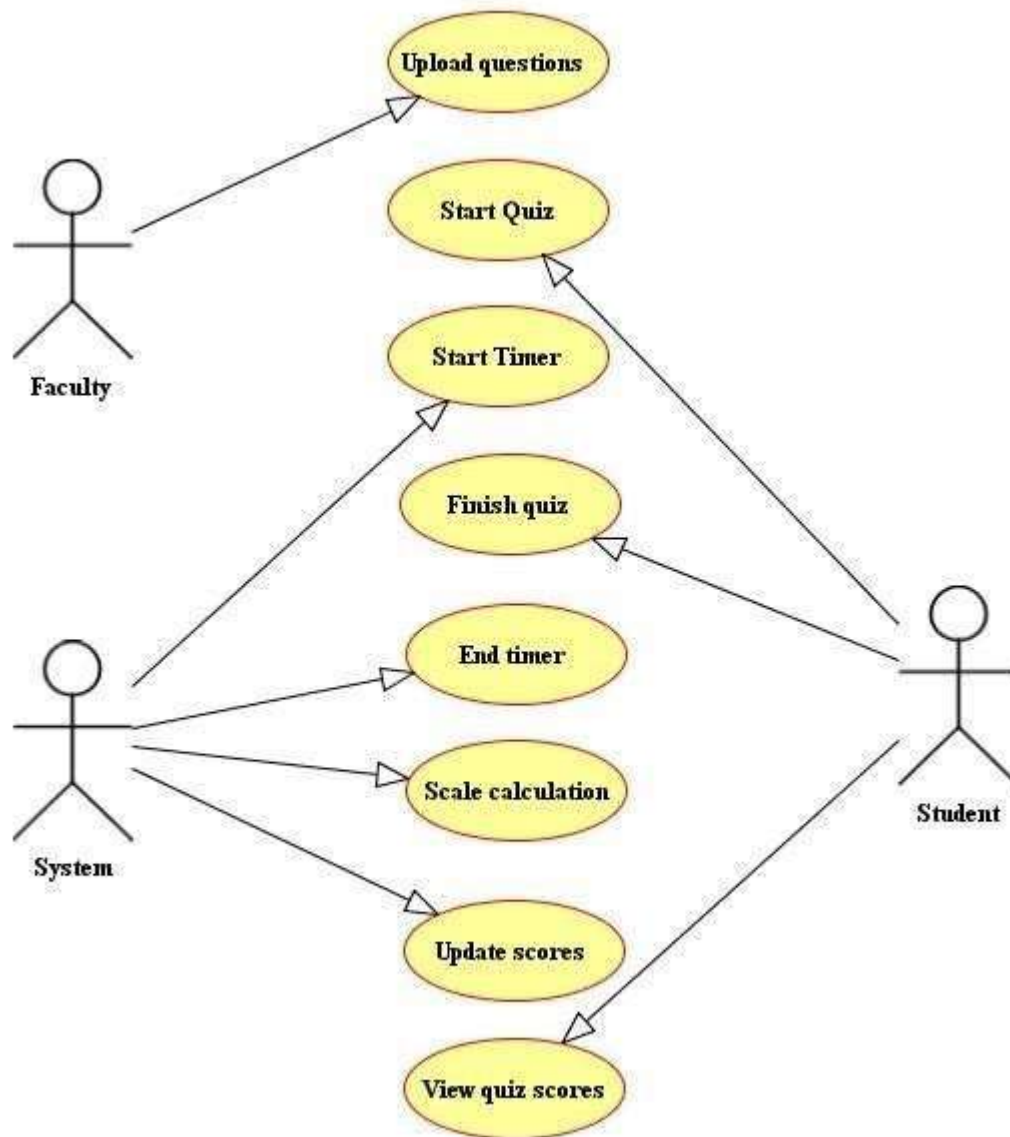 Upload questions
Start Quiz
Start Timer
Faculty
Finish quiz
End timer
Scale calculation
Student
System
Update scores
View quiz scores